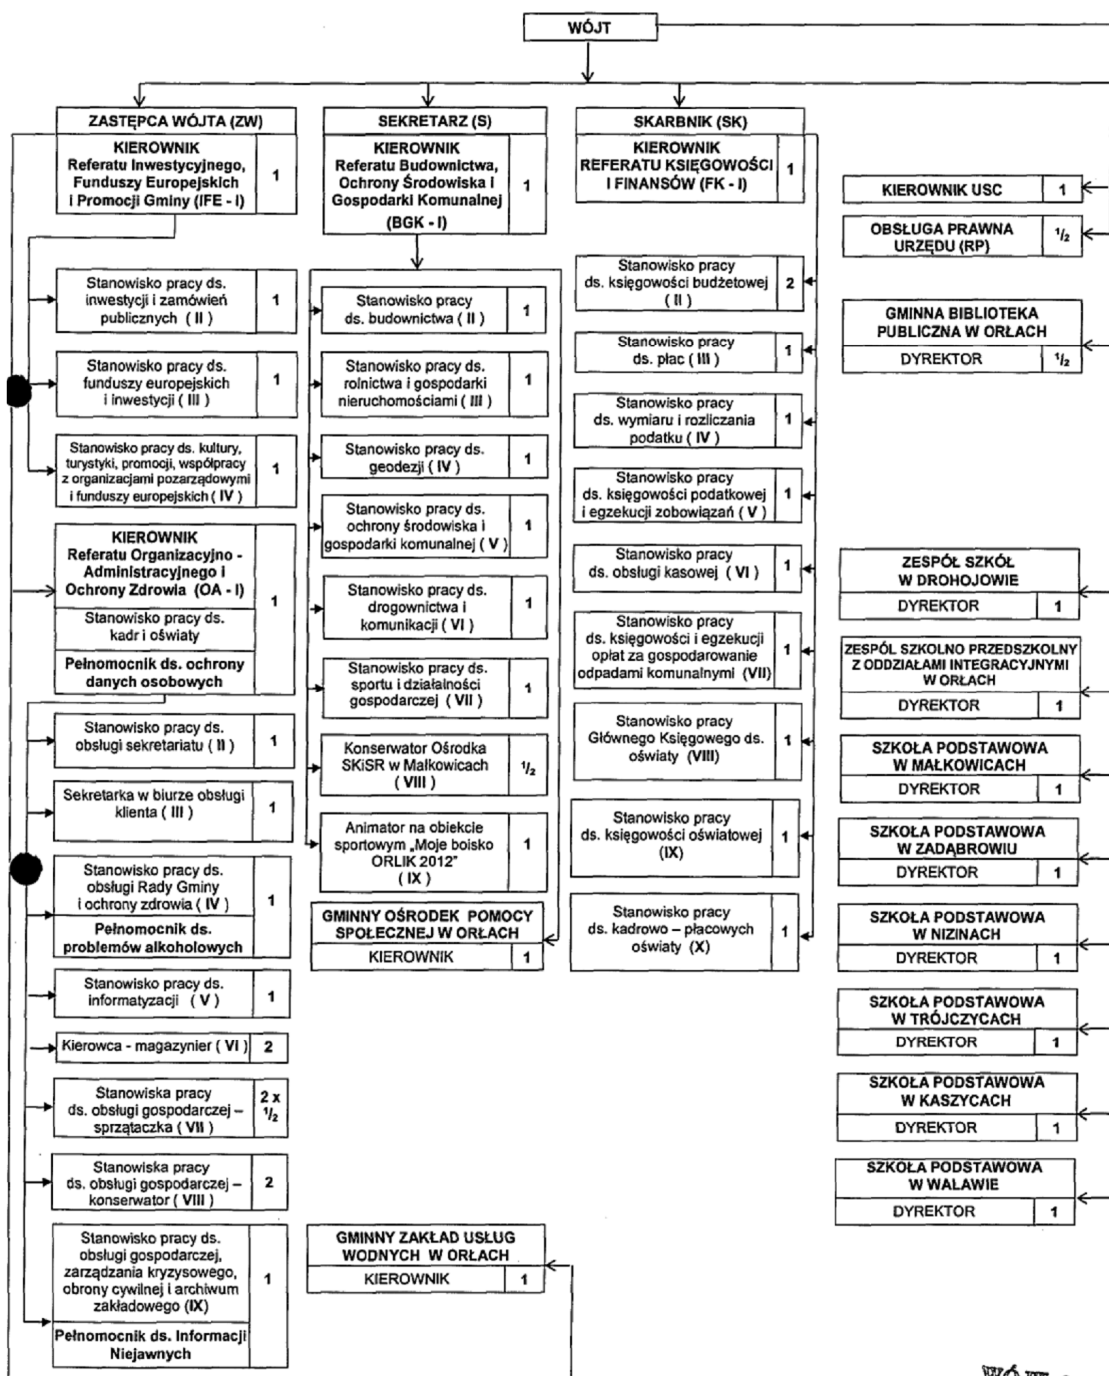 WÓJT
ZASTĘPCA WÓJTA (ZW)
KIEROWNIK
Referatu Inwestycyjnego,
Funduszy Europejskich
i Promocji Gminy (IFE - I)
1
Stanowisko pracy ds.
inwestycji i zamówień
publicznych ( II )
1
Stanowisko pracy ds.
funduszy europejskich
i inwestycji ( III )
1
Stanowisko pracy ds. kultury,
turystyki, promocji, współpracy
z organizacjami pozarządowymi
i funduszy europejskich ( IV )
1
KIEROWNIK
Referatu Organizacyjno -
Administracyjnego i
Ochrony Zdrowia (OA - I)
Stanowisko pracy ds.
kadr i oświaty
Pełnomocnik ds. ochrony
danych osobowych
1
Stanowisko pracy ds.
obsługi sekretariatu ( II )
1
Sekretarka w biurze obsługi
klienta ( III )
1
Stanowisko pracy ds.
obsługi Rady Gminy
i ochrony zdrowia ( IV )
Pełnomocnik ds.
problemów alkoholowych
1
Stanowisko pracy ds.
informatyzacji ( V )
1
Kierowca - magazynier ( VI )
2
Stanowiska pracy
ds. obsługi gospodarczej –
sprzątaczka ( VII )
2 x
1/2
Stanowiska pracy
ds. obsługi gospodarczej –
konserwator ( VIII )
2
Stanowisko pracy ds.
obsługi gospodarczej,
zarządzania kryzysowego,
obrony cywilnej i archiwum
zakładowego (IX)
Pełnomocnik ds. Informacji
Niejawnych
1
SEKRETARZ (S)
KIEROWNIK
Referatu Budownictwa,
Ochrony Środowiska i
Gospodarki Komunalnej
(BGK - I)
1
Stanowisko pracy
ds. budownictwa ( II )
1
Stanowisko pracy ds.
rolnictwa i gospodarki
nieruchomościami ( III )
1
Stanowisko pracy ds.
geodezji ( IV )
1
Stanowisko pracy ds.
ochrony środowiska i
gospodarki komunalnej ( V )
1
Stanowisko pracy ds.
drogownictwa i
komunikacji ( VI )
1
Stanowisko pracy ds.
sportu i działalności
gospodarczej ( VII )
1
Konserwator Ośrodka
SKiSR w Małkowicach
( VIII )
1/2
Animator na obiekcie
sportowym „Moje boisko
ORLIK 2012"
( IX )
1
GMINNY OŚRODEK POMOCY
SPOŁECZNEJ W ORŁACH
KIEROWNIK
1
GMINNY ZAKŁAD USŁUG
WODNYCH W ORŁACH
KIEROWNIK
1
SKARBNIK (SK)
KIEROWNIK
REFERATU KSIĘGOWOŚCI
I FINANSÓW (FK - I)
1
Stanowisko pracy
ds. księgowości budżetowej
( II )
2
Stanowisko pracy
ds. płac ( III )
1
Stanowisko pracy
ds. wymiaru i rozliczania
podatku ( IV )
1
Stanowisko pracy
ds. księgowości podatkowej
i egzekucji zobowiązań ( V )
1
Stanowisko pracy
ds. obsługi kasowej ( VI )
1
Stanowisko pracy
ds. księgowości i egzekucji
opłat za gospodarowanie
odpadami komunalnymi (VII)
1
Stanowisko pracy
Głównego Księgowego ds.
oświaty (VIII)
1
Stanowisko pracy
ds. księgowości oświatowej
(IX)
1
Stanowisko pracy
ds. kadrowo – płacowych
oświaty (X)
1
KIEROWNIK USC
1
OBSŁUGA PRAWNA
URZĘDU (RP)
1/2
GMINNA BIBLIOTEKA
PUBLICZNA W ORŁACH
DYREKTOR
1/2
ZESPÓŁ SZKÓŁ
W DROHOJOWIE
DYREKTOR
1
ZESPÓL SZKOLNO PRZEDSZKOLNY
Z ODDZIAŁAMI INTEGRACYJNYMI
W ORŁACH
DYREKTOR
1
SZKOŁA PODSTAWOWA
W MAŁKOWICACH
DYREKTOR
1
SZKOŁA PODSTAWOWA
W ZADĄBROWIU
DYREKTOR
1
SZKOŁA PODSTAWOWA
W NIZINACH
DYREKTOR
1
SZKOŁA PODSTAWOWA
W TRÓJCZYCACH
DYREKTOR
1
SZKOŁA PODSTAWOWA
W KASZYCACH
DYREKTOR
1
SZKOŁA PODSTAWOWA
W WALAWIE
DYREKTOR
1